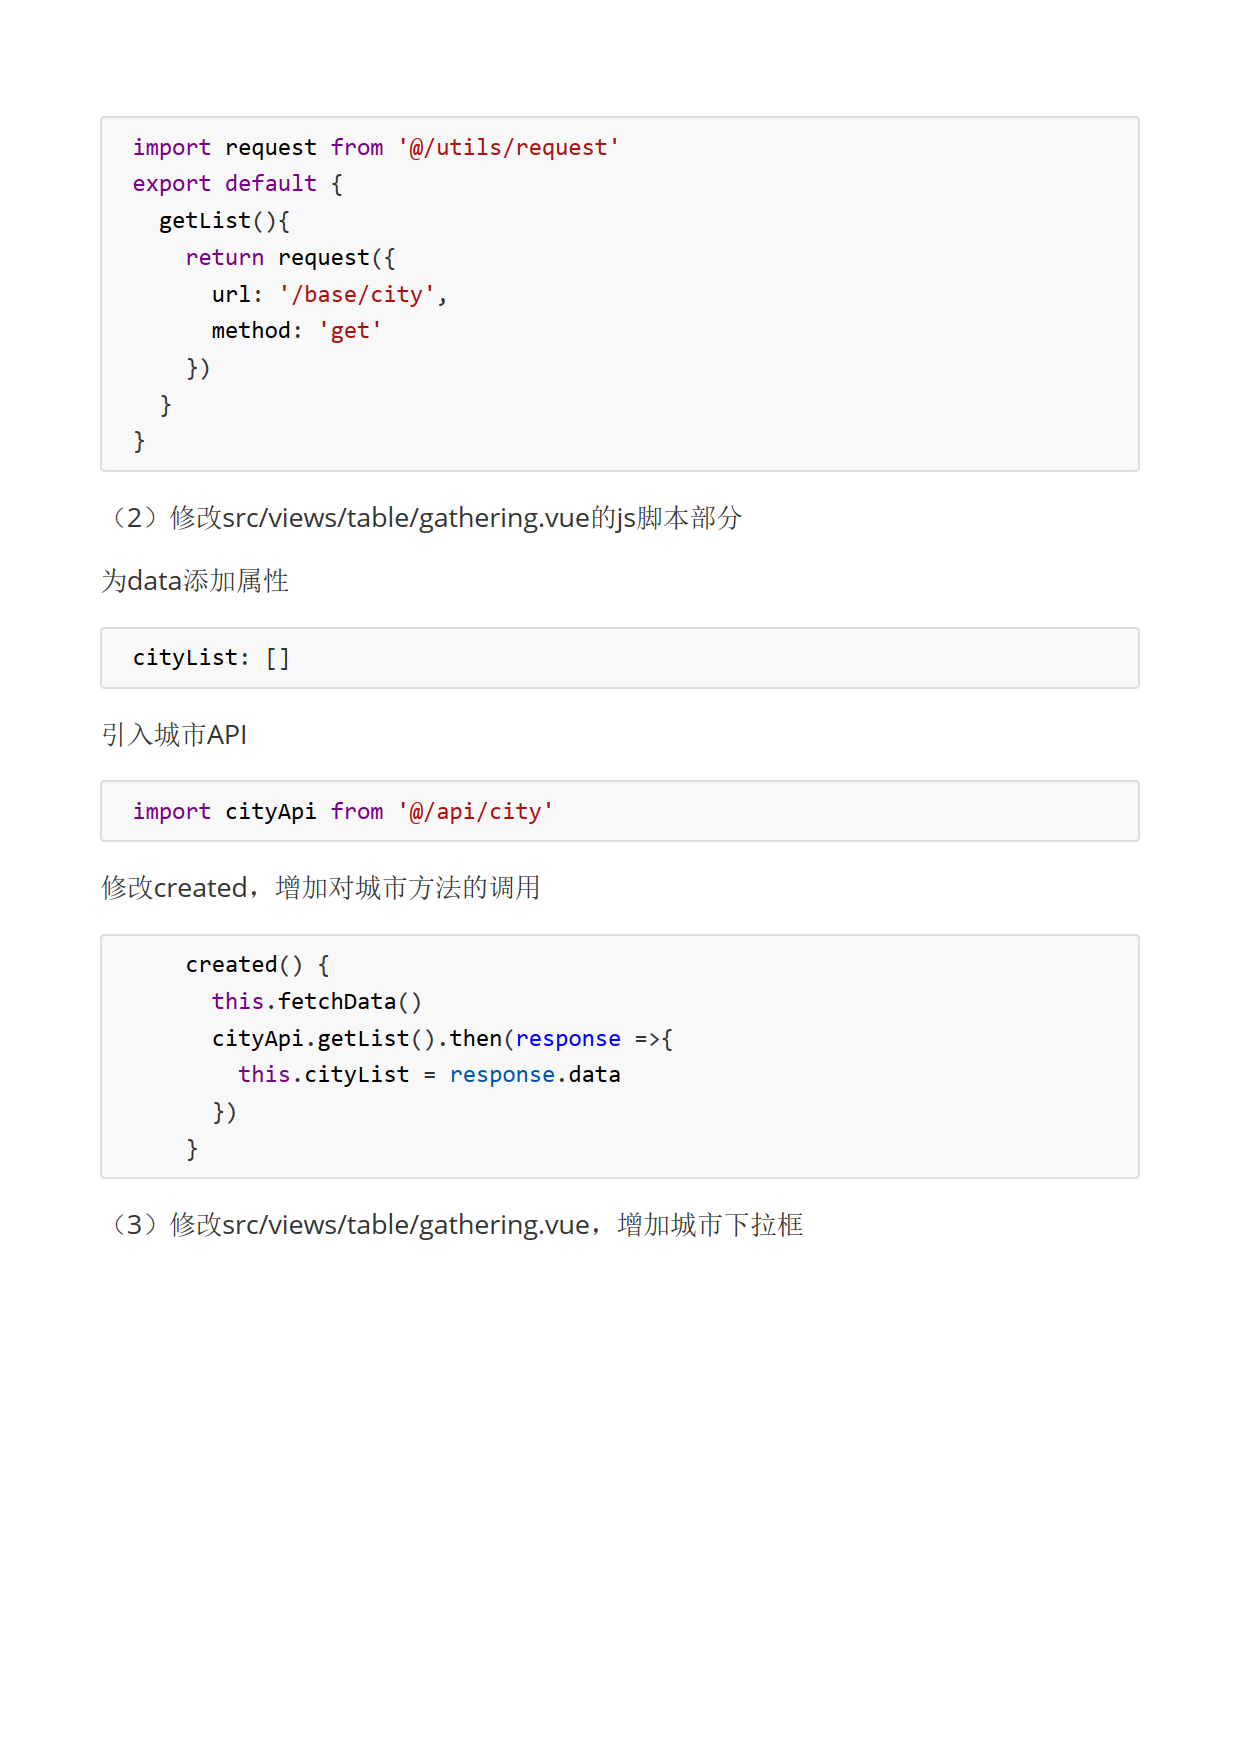 import request from '@/utils/request'
export default {
  getList(){
    return request({
      url: '/base/city',
      method: 'get'
    })
  }
}
（2）修改src/views/table/gathering.vue的js脚本部分
为data添加属性
cityList: []
引入城市API
import cityApi from '@/api/city'
修改created，增加对城市方法的调用
    created() {
      this.fetchData()
      cityApi.getList().then(response =>{
        this.cityList = response.data
      })
    }
（3）修改src/views/table/gathering.vue，增加城市下拉框